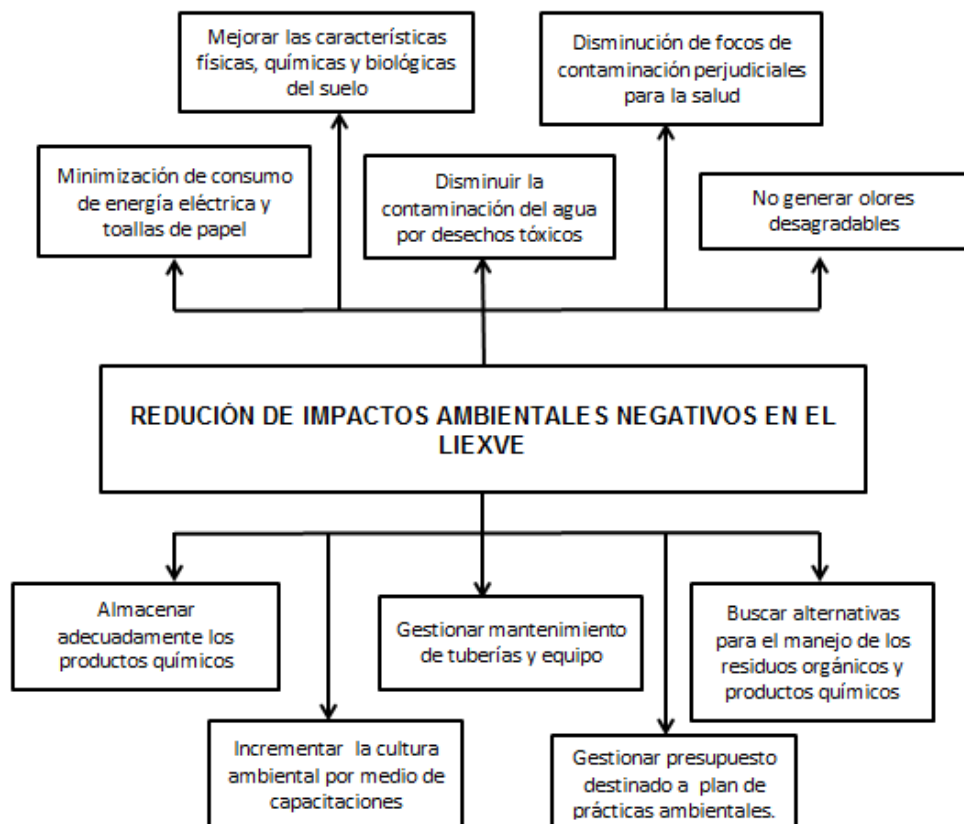 Mejorar las características
físicas, químicas y biológicas
del suelo
Disminución de focos de
contaminación perjudiciales
para la salud
Minimización de consumo
de energía eléctrica y
toallas de papel
Disminuir la
contaminación del agua
por desechos tóxicos
No generar olores
desagradables
REDUCIÓN DE IMPACTOS AMBIENTALES NEGATIVOS EN EL
LIEXVE
Almacenar
adecuadamente los
productos químicos
Gestionar mantenimiento
de tuberías y equipo
Buscar alternativas
para el manejo de los
residuos orgánicos y
productos químicos
Incrementar la cultura
ambiental por medio de
capacitaciones
Gestionar presupuesto
destinado a plan de
prácticas ambientales.